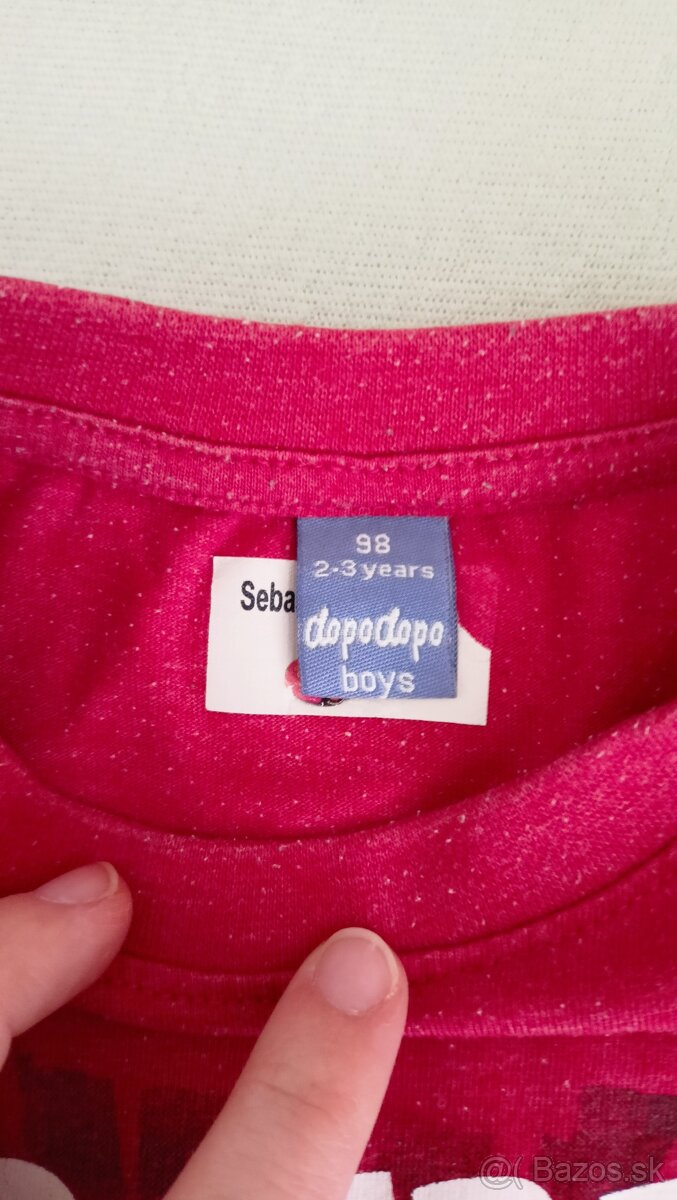 98
2-3 years
Seba
dopodopo
boys
@( Bazos.sk